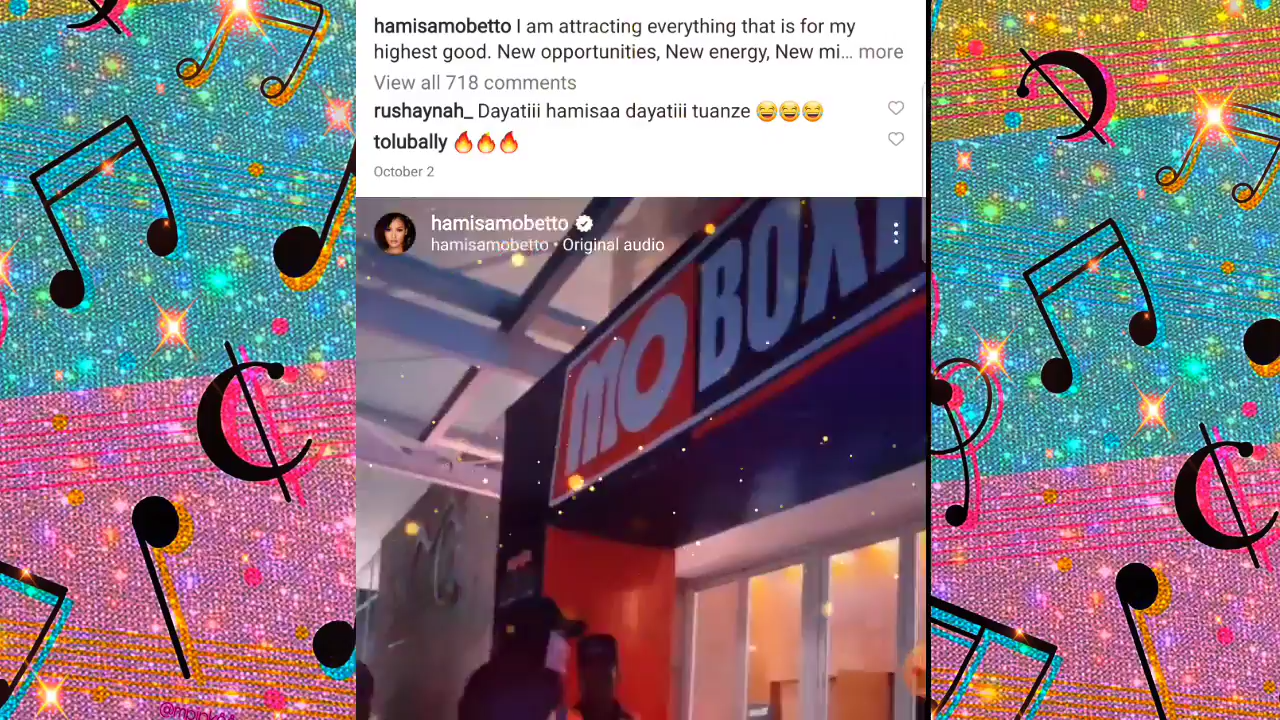 hamisamobetto I am attracting everything that is for my
highest good. New opportunities, New energy, New mi... more
View all 718 comments
rushaynah_ Dayatiii hamisaa dayatiii tuanze 😆😆😆
tolubally 🔥🔥🔥
October 2
hamisamobetto
hamisamobetto • Original audio
MO BOXI